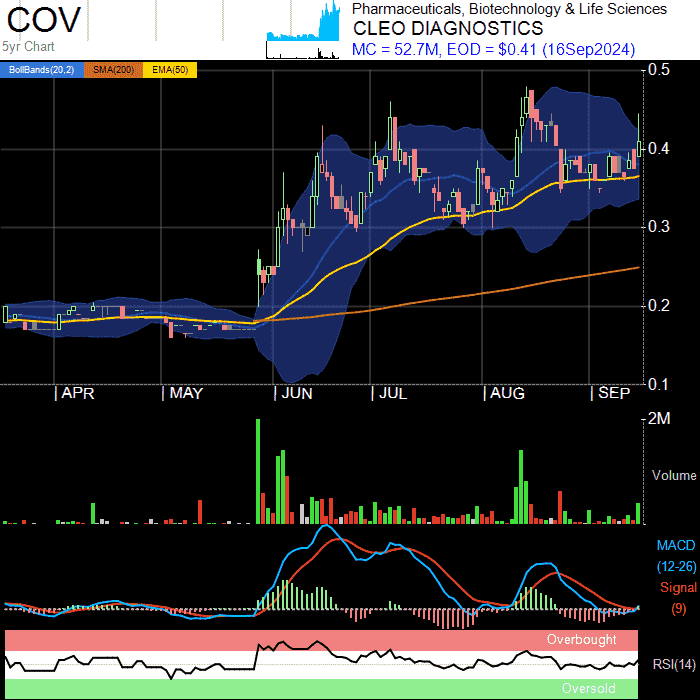 COV
5yr Chart
Pharmaceuticals, Biotechnology & Life Sciences
CLEO DIAGNOSTICS
MC = 52.7M, EOD = $0.41 (16Sep2024)
BollBands(20,2) SMA(200) EMA(50)
0.5
0.4
0.3
0.2
0.1
APR MAY JUN JUL AUG SEP
2M
Volume
MACD
(12-26)
Signal
(9)
Overbought
RSI(14)
Oversold